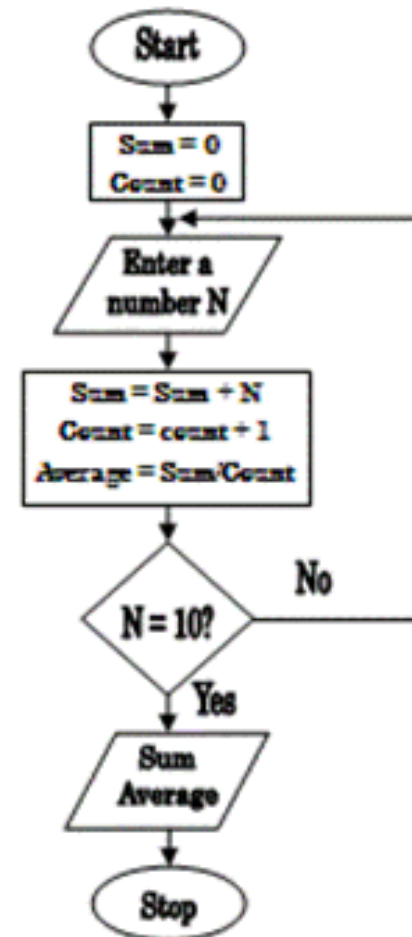 Start
Sum = 0
Count = 0
Enter a
number N
Sum = Sum + N
Count = count + 1
Average = Sum/Count
N = 10?
No
Yes
Sum
Average
Stop